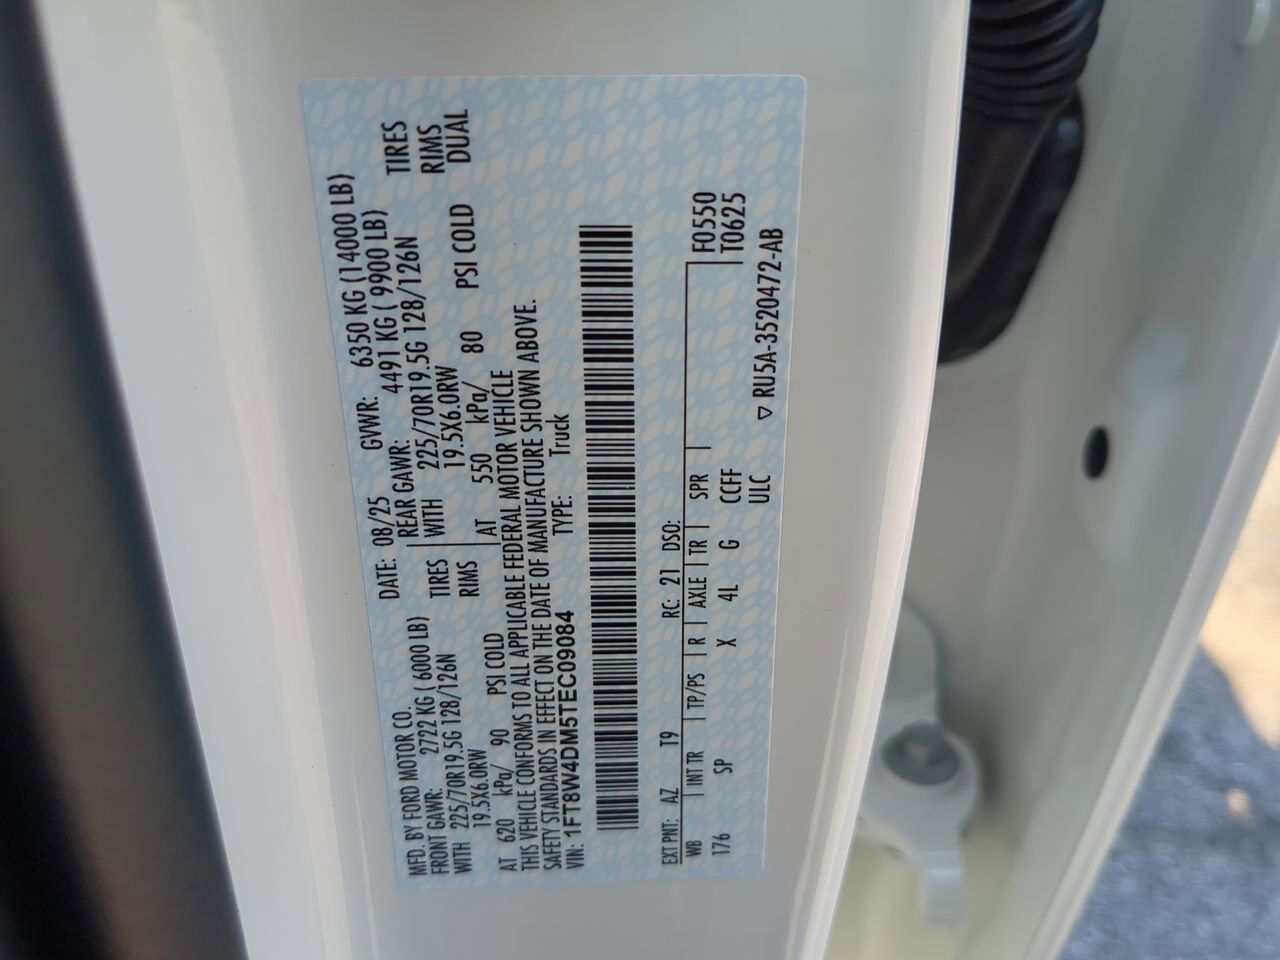 MFD. BY FORD MOTOR CO.
DATE: 08/25 GVWR: 6350 KG (14000 LB)
FRONT GAWR: 2722 KG ( 6000 LB) REAR GAWR: 4491 KG ( 9900 LB)
WITH 225/70R19.5G 128/126N TIRES WITH 225/70R19.5G 128/126N TIRES
19.5X6.0RW RIMS 19.5X6.0RW RIMS
AT 620 kPa/ 90 PSI COLD AT 550 kPa/ 80 PSI COLD DUAL
THIS VEHICLE CONFORMS TO ALL APPLICABLE FEDERAL MOTOR VEHICLE
SAFETY STANDARDS IN EFFECT ON THE DATE OF MANUFACTURE SHOWN ABOVE.
VIN: 1FT8W4DM5TEC09084 TYPE: Truck
EXT PNT: AZ T9 RC: 21 DSO: F0550
WB INT TR TP/PS R AXLE TR SPR T0625
176 SP X 4L G CCFF
ULC ▽ RU5A-3520472-AB